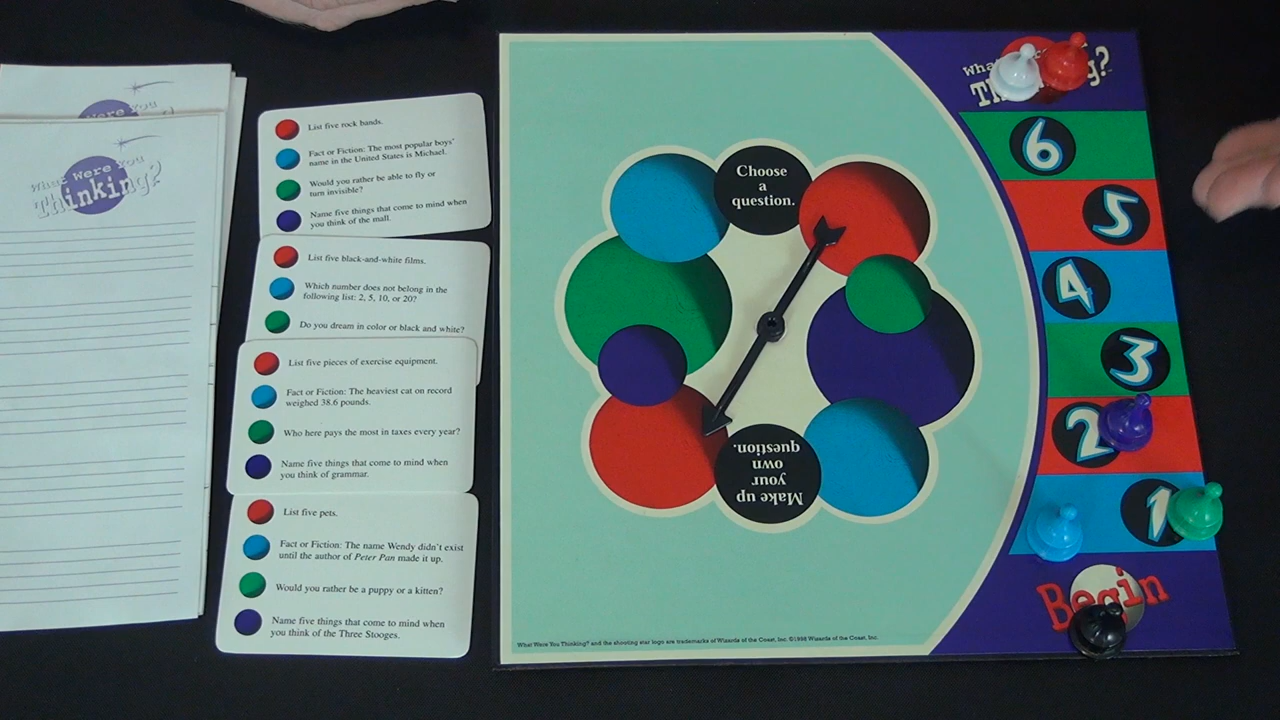 Were You
What Were You
Thinking?
List five rock bands.
Fact or Fiction: The most popular boys'
name in the United States is Michael.
Would you rather be able to fly or
turn invisible?
Name five things that come to mind when
you think of the mall.
List five black-and-white films.
Which number does not belong in the
following list: 2, 5, 10, or 20?
Do you dream in color or black and white?
List five pieces of exercise equipment.
Fact or Fiction: The heaviest cat on record
weighed 38.6 pounds.
Who here pays the most in taxes every year?
Name five things that come to mind when
you think of grammar.
List five pets.
Fact or Fiction: The name Wendy didn't exist
until the author of Peter Pan made it up.
Would you rather be a puppy or a kitten?
Name five things that come to mind when
you think of the Three Stooges.
Choose
a
question.
Make up
your
own
question.
What Were You Thinking? and the shooting star logo are trademarks of Wizards of the Coast, Inc. ©1998 Wizards of the Coast, Inc.
6
5
4
3
2
1
Begin